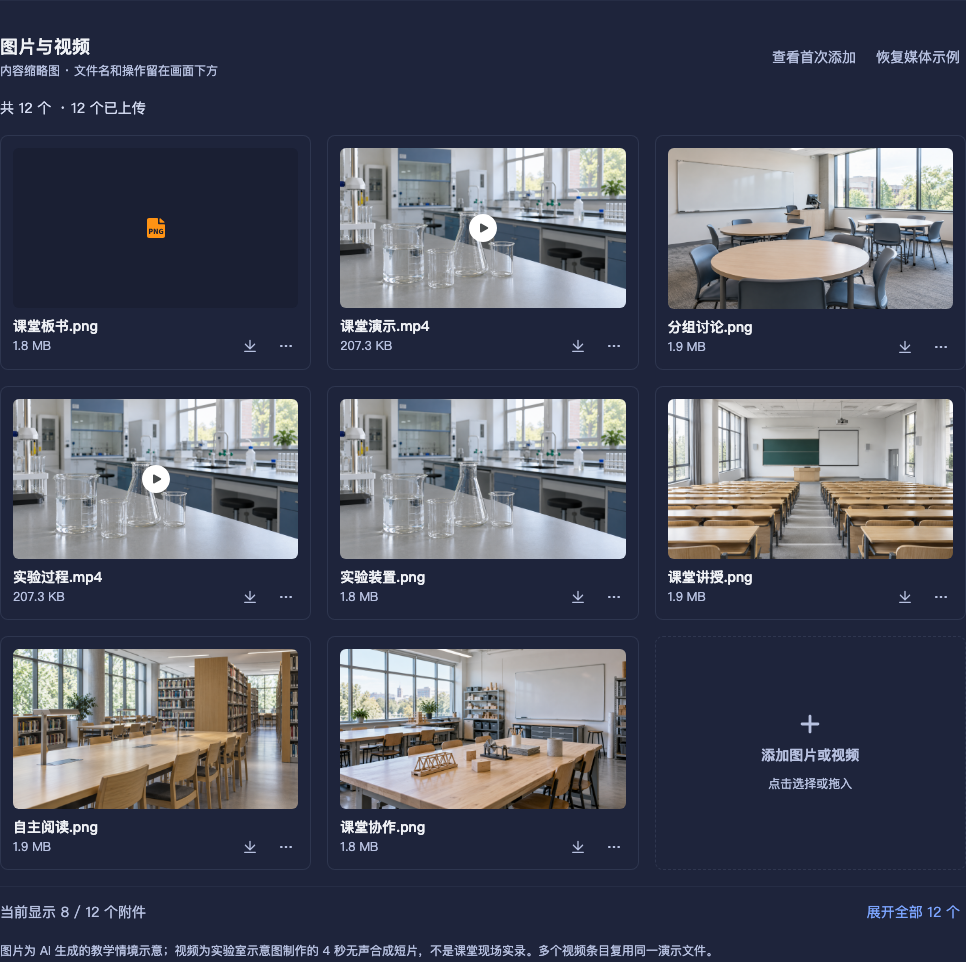 图片与视频
查看首次添加 恢复媒体示例
内容缩略图 · 文件名和操作留在画面下方
共 12 个 · 12 个已上传
PNG
课堂板书.png
1.8 MB
课堂演示.mp4
207.3 KB
分组讨论.png
1.9 MB
实验过程.mp4
207.3 KB
实验装置.png
1.8 MB
课堂讲授.png
1.9 MB
自主阅读.png
1.9 MB
课堂协作.png
1.8 MB
添加图片或视频
点击选择或拖入
当前显示 8 / 12 个附件
展开全部 12 个
图片为 AI 生成的教学情境示意；视频为实验室示意图制作的 4 秒无声合成短片，不是课堂现场实录。多个视频条目复用同一演示文件。